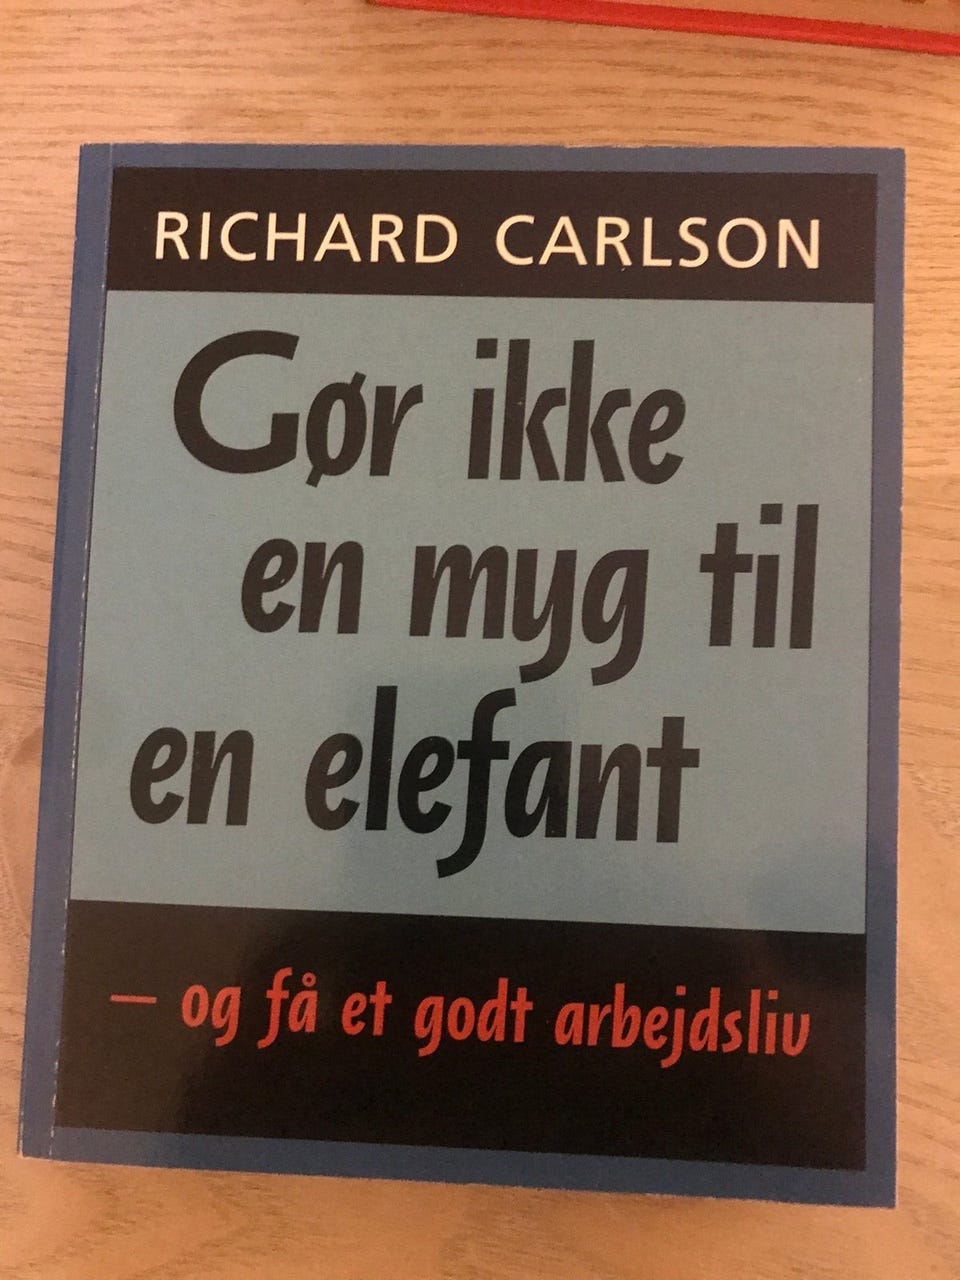 RICHARD CARLSON
Gør ikke
en myg til
en elefant
– og få et godt arbejdsliv